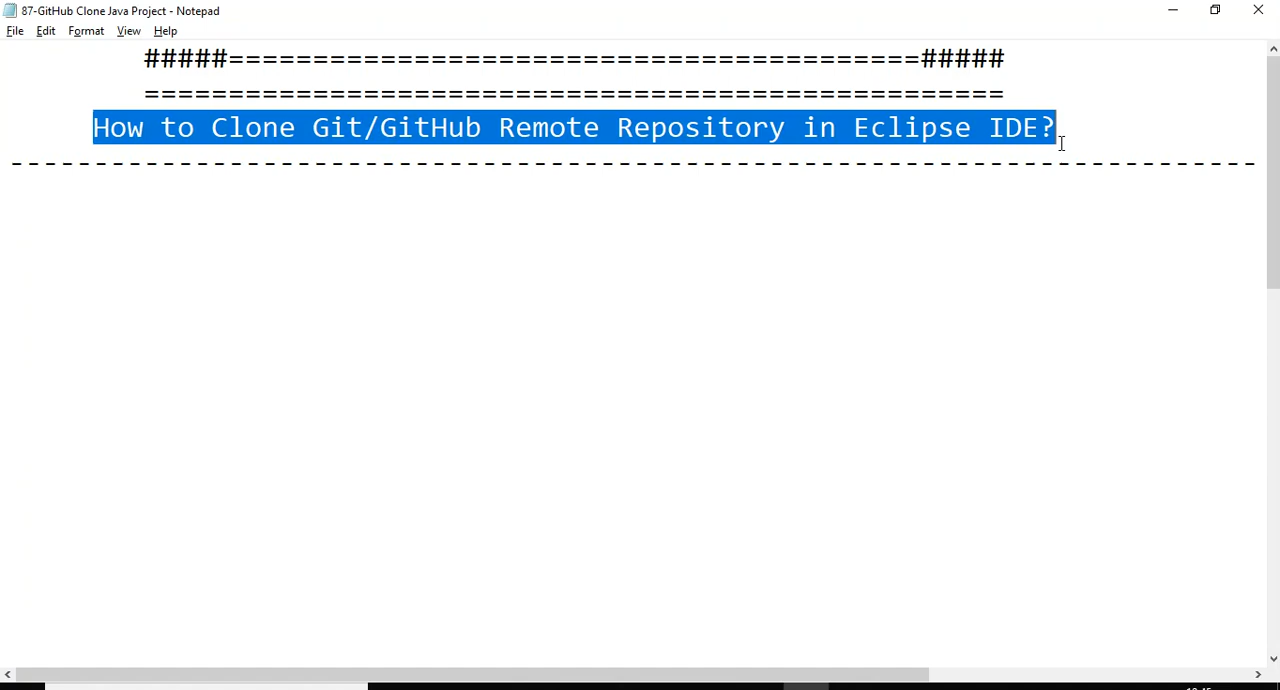 87-GitHub Clone Java Project - Notepad
File Edit Format View Help
#####=========================================#####
===================================================
How to Clone Git/GitHub Remote Repository in Eclipse IDE?
--------------------------------------------------------------------------